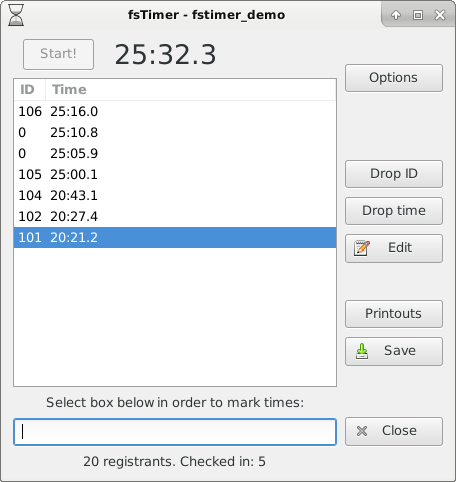 fsTimer - fstimer_demo
Start!
25:32.3
Options
ID Time
106 25:16.0
0 25:10.8
0 25:05.9
105 25:00.1
104 20:43.1
102 20:27.4
101 20:21.2
Drop ID
Drop time
Edit
Printouts
Save
Select box below in order to mark times:
Close
20 registrants. Checked in: 5